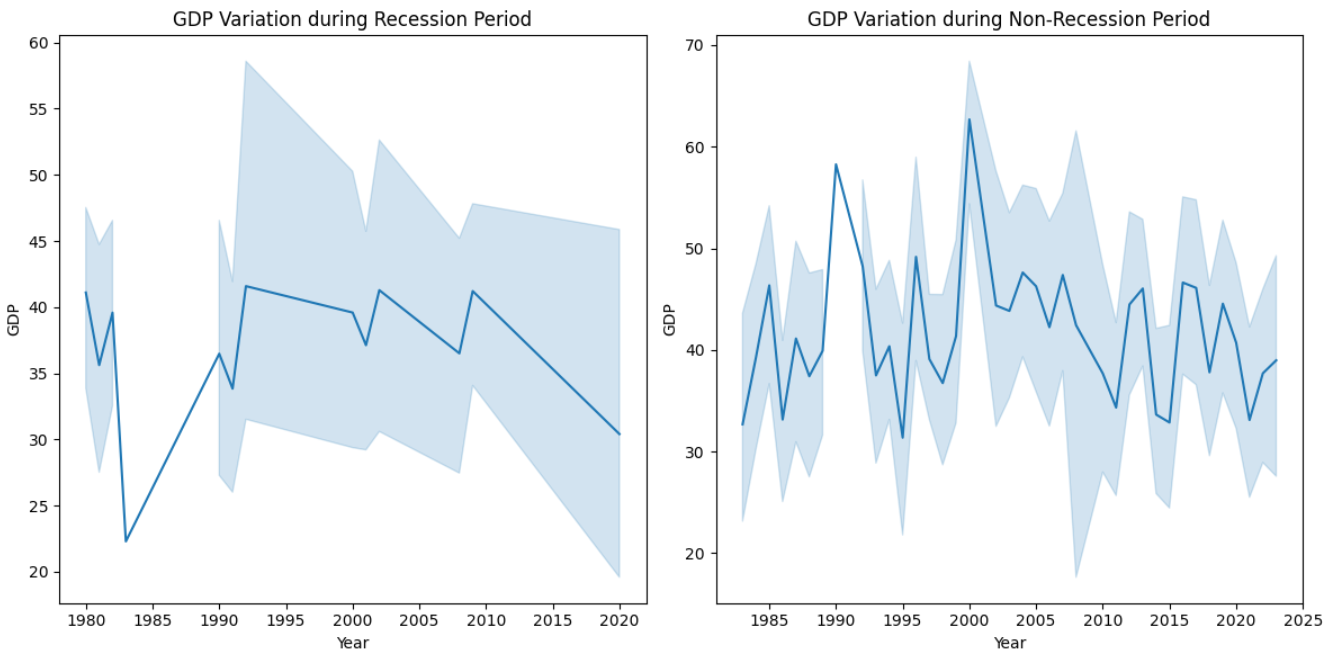 GDP Variation during Recession Period
60
55
50
45
40
35
30
25
20
GDP
1980 1985 1990 1995 2000 2005 2010 2015 2020
Year
GDP Variation during Non-Recession Period
70
60
50
40
30
20
GDP
1985 1990 1995 2000 2005 2010 2015 2020 2025
Year